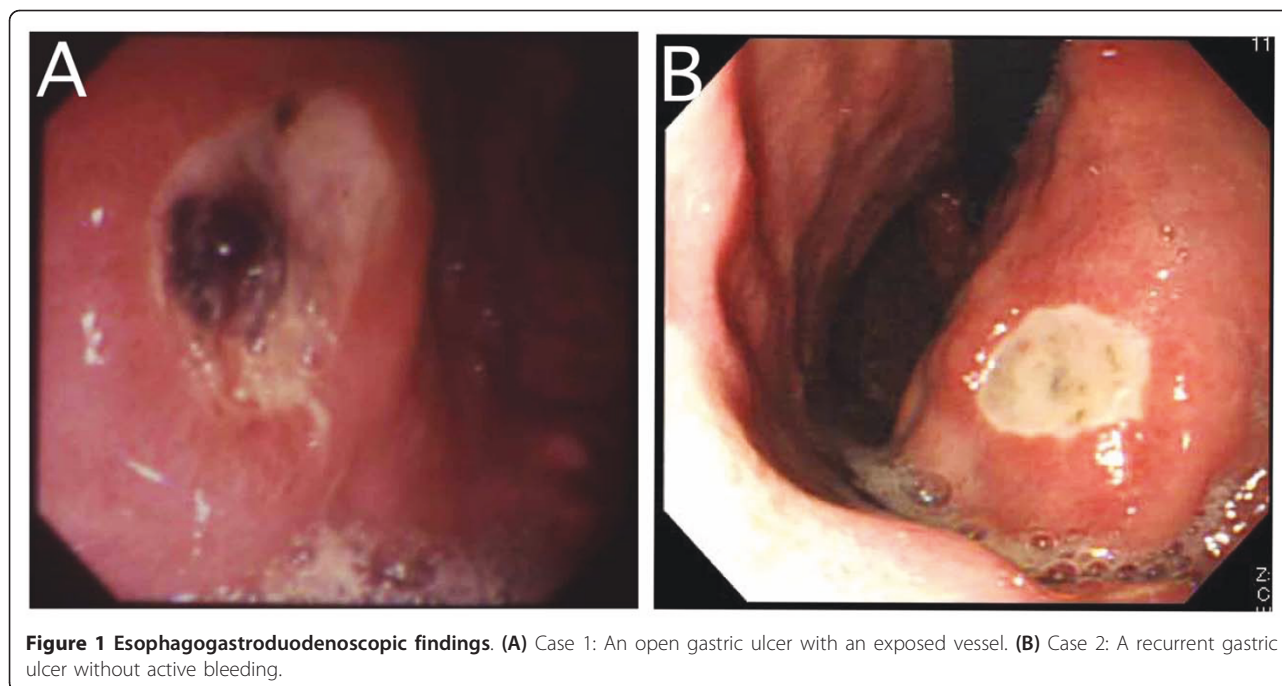 A
B
11
Z:
Figure 1 Esophagogastroduodenoscopic findings. (A) Case 1: An open gastric ulcer with an exposed vessel. (B) Case 2: A recurrent gastric
ulcer without active bleeding.